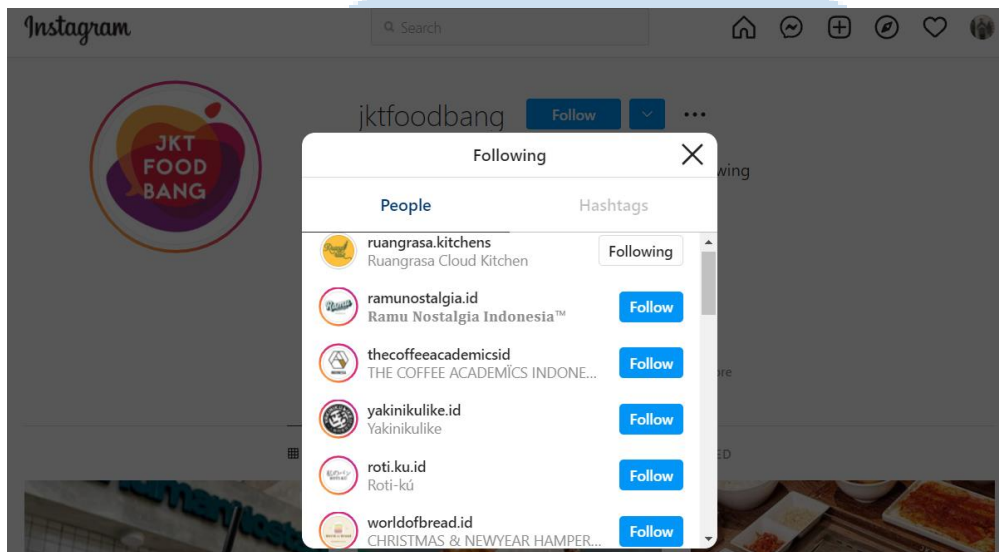 Instagram
Search
jktfoodbang Follow
JKT
FOOD
BANG
Following
wing
People Hashtags
ruangrasa.kitchens
Ruangrasa Cloud Kitchen
Following
ramunostalgia.id
Ramu Nostalgia Indonesia™
Follow
thecoffeeacademicsid
THE COFFEE ACADEMÏCS INDONE...
Follow
yakinikulike.id
Yakinikulike
Follow
roti.ku.id
Roti-kú
Follow
worldofbread.id
CHRISTMAS & NEWYEAR HAMPER...
Follow
ore
ED